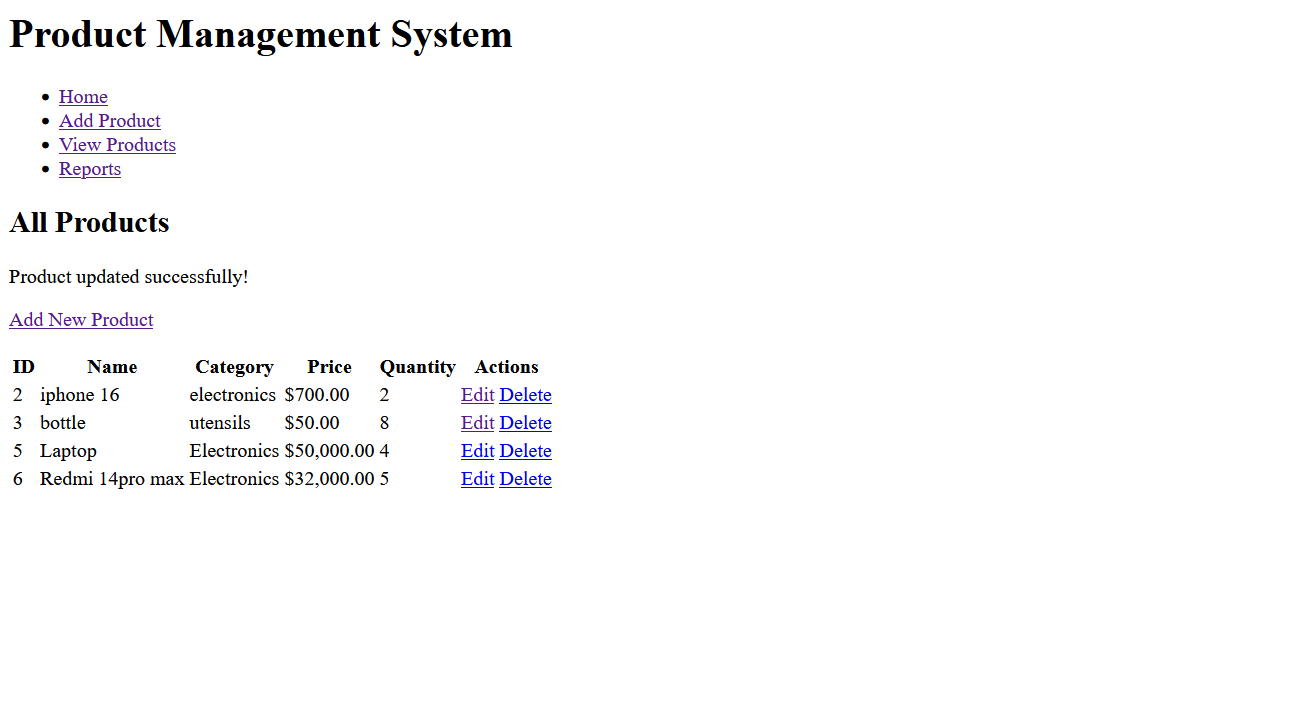 Product Management System
Home
Add Product
View Products
Reports
All Products
Product updated successfully!
Add New Product
ID Name Category Price Quantity Actions
2 iphone 16 electronics $700.00 2 Edit Delete
3 bottle utensils $50.00 8 Edit Delete
5 Laptop Electronics $50,000.00 4 Edit Delete
6 Redmi 14pro max Electronics $32,000.00 5 Edit Delete